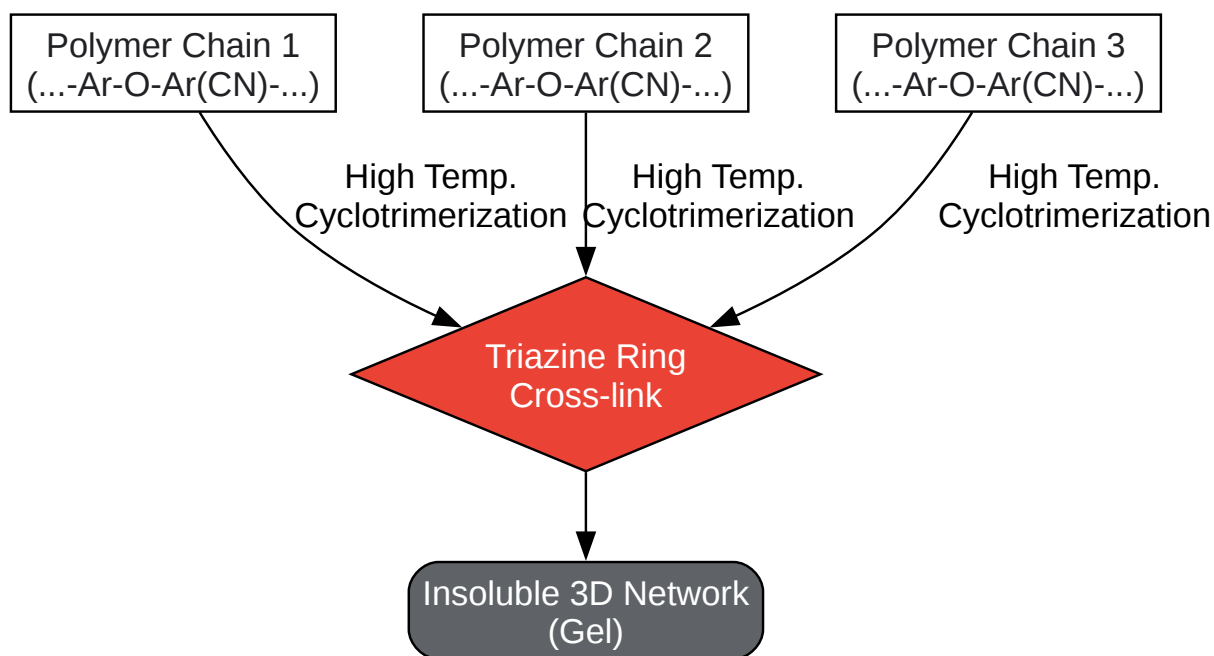 Polymer Chain 1
(...-Ar-O-Ar(CN)-...)
Polymer Chain 2
(...-Ar-O-Ar(CN)-...)
Polymer Chain 3
(...-Ar-O-Ar(CN)-...)
High Temp.
Cyclotrimerization
High Temp.
Cyclotrimerization
High Temp.
Cyclotrimerization
Triazine Ring
Cross-link
Insoluble 3D Network
(Gel)